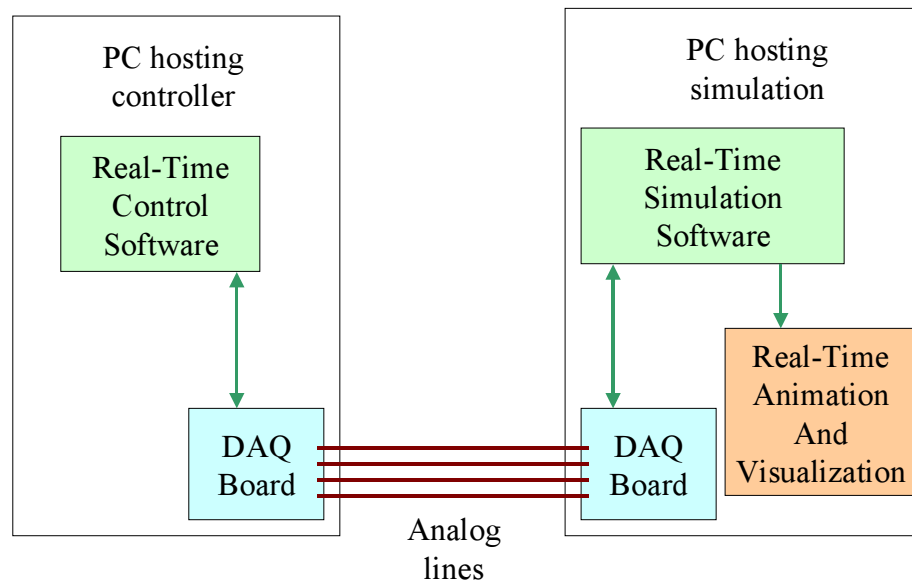 PC hosting
controller
Real-Time
Control
Software
DAQ
Board
Analog
lines
PC hosting
simulation
Real-Time
Simulation
Software
DAQ
Board
Real-Time
Animation
And
Visualization